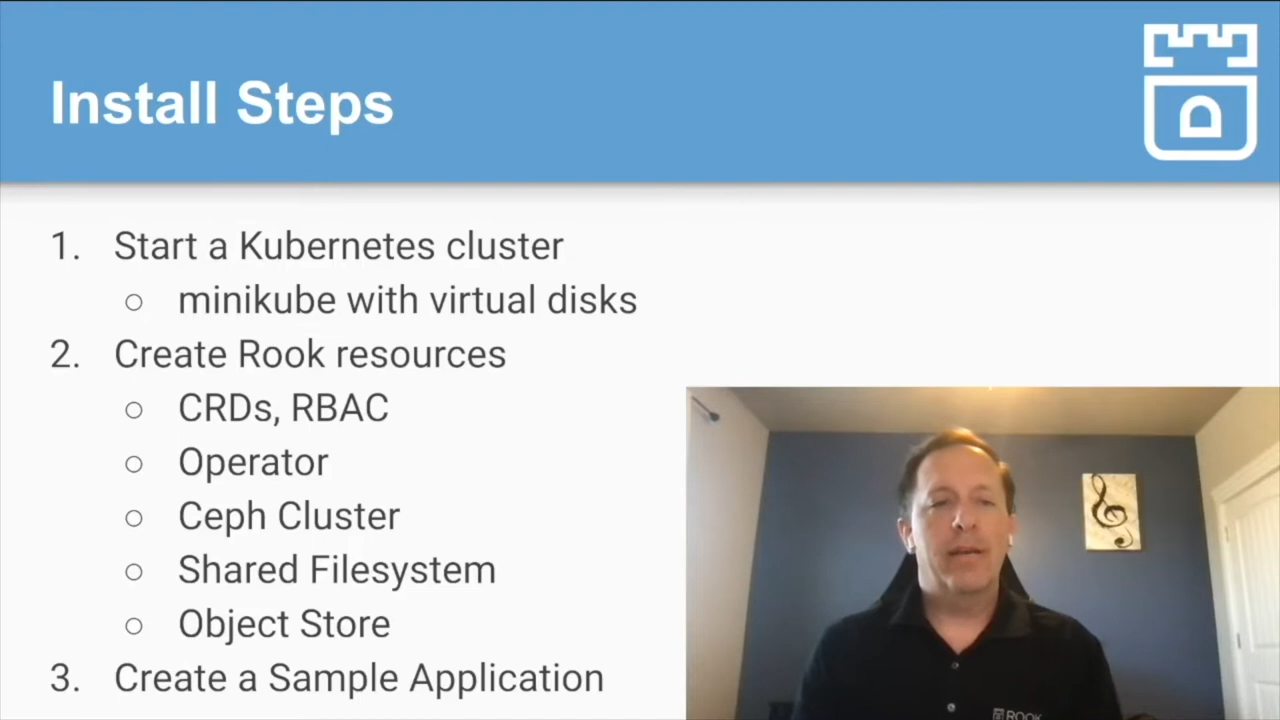 Install Steps
1. Start a Kubernetes cluster
○ minikube with virtual disks
2. Create Rook resources
○ CRDs, RBAC
○ Operator
○ Ceph Cluster
○ Shared Filesystem
○ Object Store
3. Create a Sample Application
ROOK